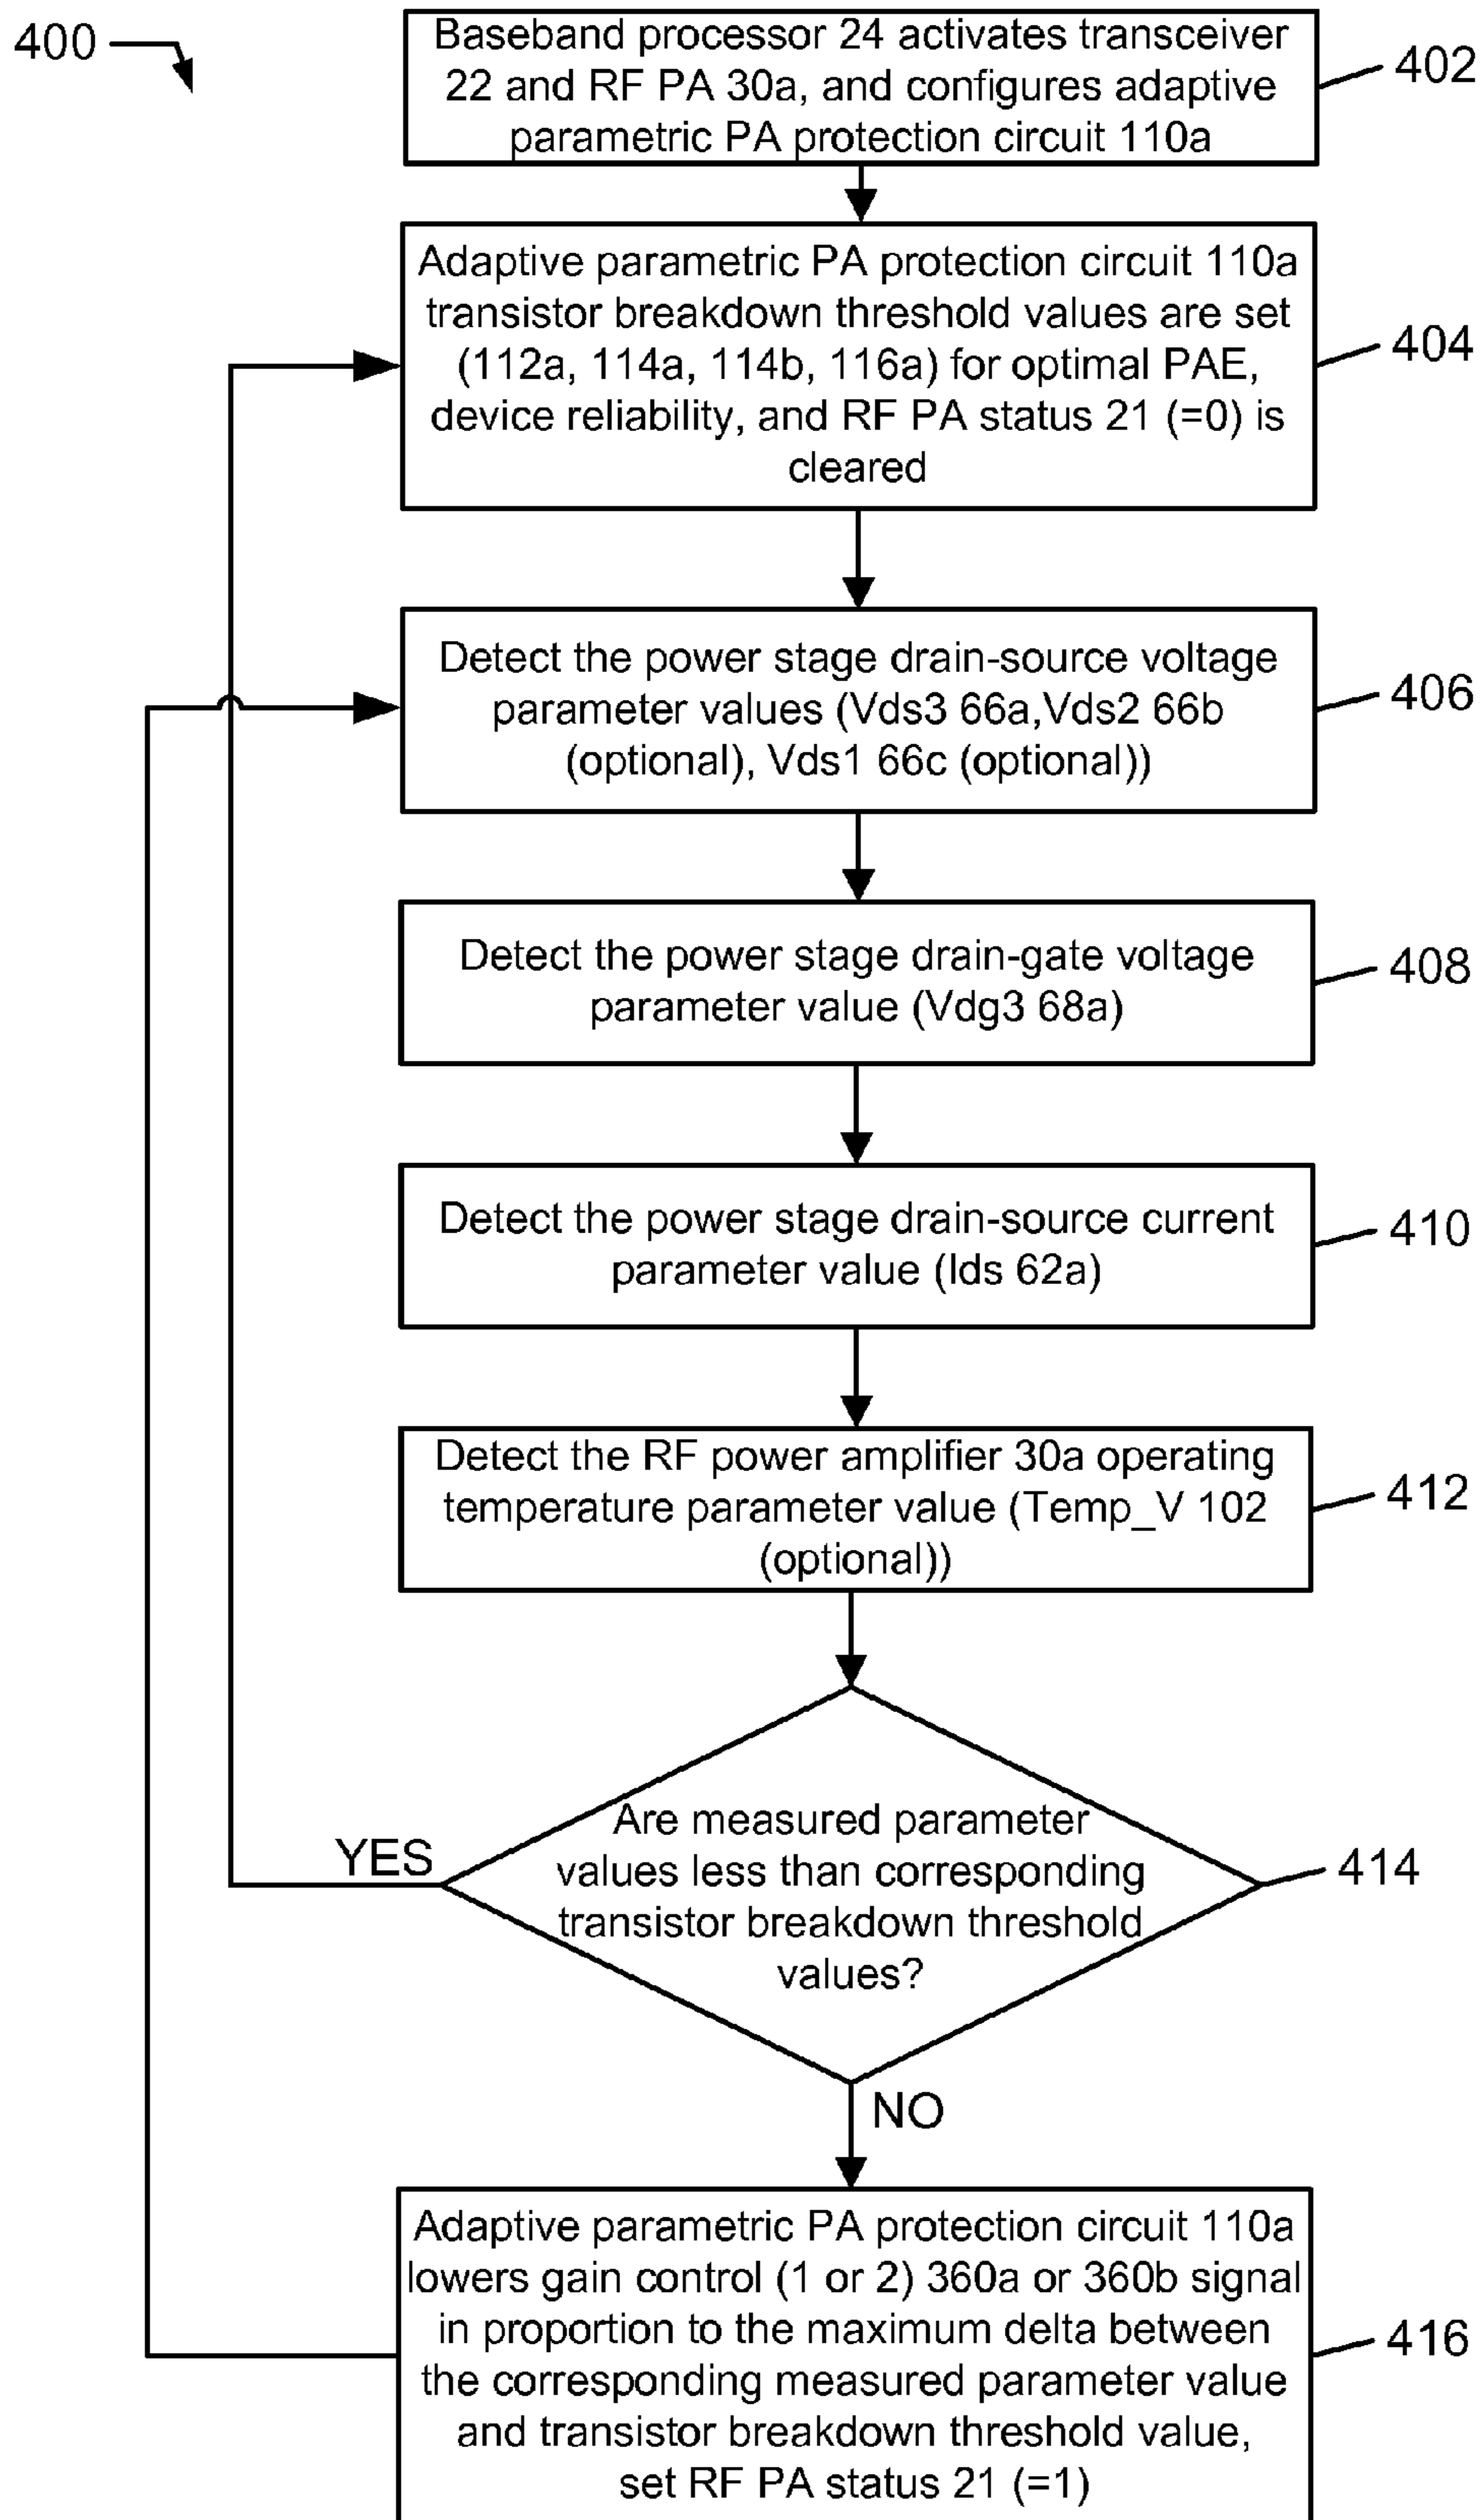 400
Baseband processor 24 activates transceiver
22 and RF PA 30a, and configures adaptive
parametric PA protection circuit 110a
402
Adaptive parametric PA protection circuit 110a
transistor breakdown threshold values are set
(112a, 114a, 114b, 116a) for optimal PAE,
device reliability, and RF PA status 21 (=0) is
cleared
404
Detect the power stage drain-source voltage
parameter values (Vds3 66a,Vds2 66b
(optional), Vds1 66c (optional))
406
Detect the power stage drain-gate voltage
parameter value (Vdg3 68a)
408
Detect the power stage drain-source current
parameter value (Ids 62a)
410
Detect the RF power amplifier 30a operating
temperature parameter value (Temp_V 102
(optional))
412
Are measured parameter
values less than corresponding
transistor breakdown threshold
values?
414
YES
NO
Adaptive parametric PA protection circuit 110a
lowers gain control (1 or 2) 360a or 360b signal
in proportion to the maximum delta between
the corresponding measured parameter value
and transistor breakdown threshold value,
set RF PA status 21 (=1)
416